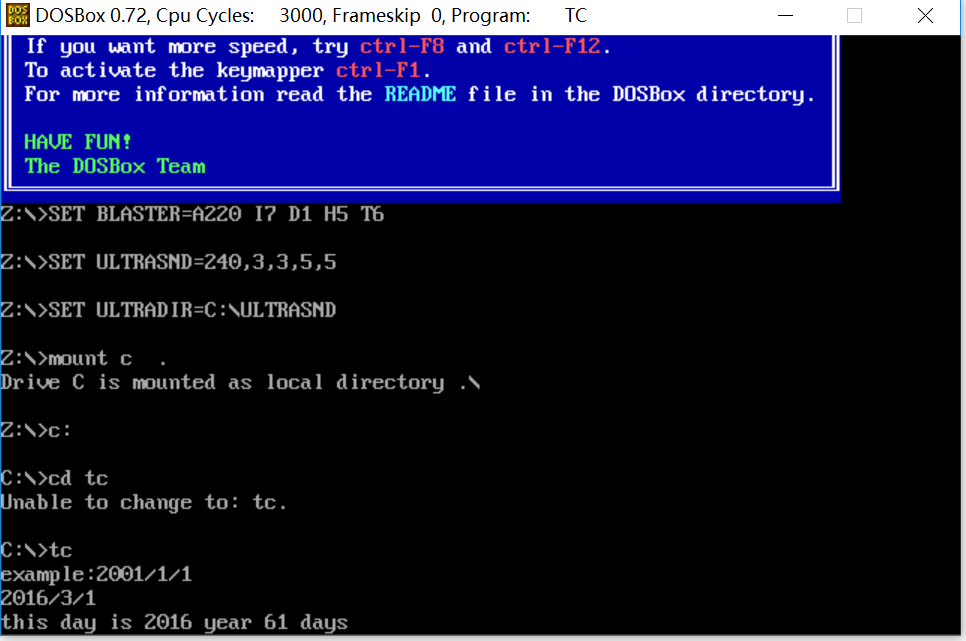 DOSBox 0.72, Cpu Cycles: 3000, Frameskip 0, Program: TC
If you want more speed, try ctrl-F8 and ctrl-F12.
To activate the keymapper ctrl-F1.
For more information read the README file in the DOSBox directory.
HAVE FUN!
The DOSBox Team
Z:\>SET BLASTER=A220 I7 D1 H5 T6
Z:\>SET ULTRASND=240,3,3,5,5
Z:\>SET ULTRADIR=C:\ULTRASND
Z:\>mount c  .
Drive C is mounted as local directory .\
Z:\>c:
C:\>cd tc
Unable to change to: tc.
C:\>tc
example:2001/1/1
2016/3/1
this day is 2016 year 61 days